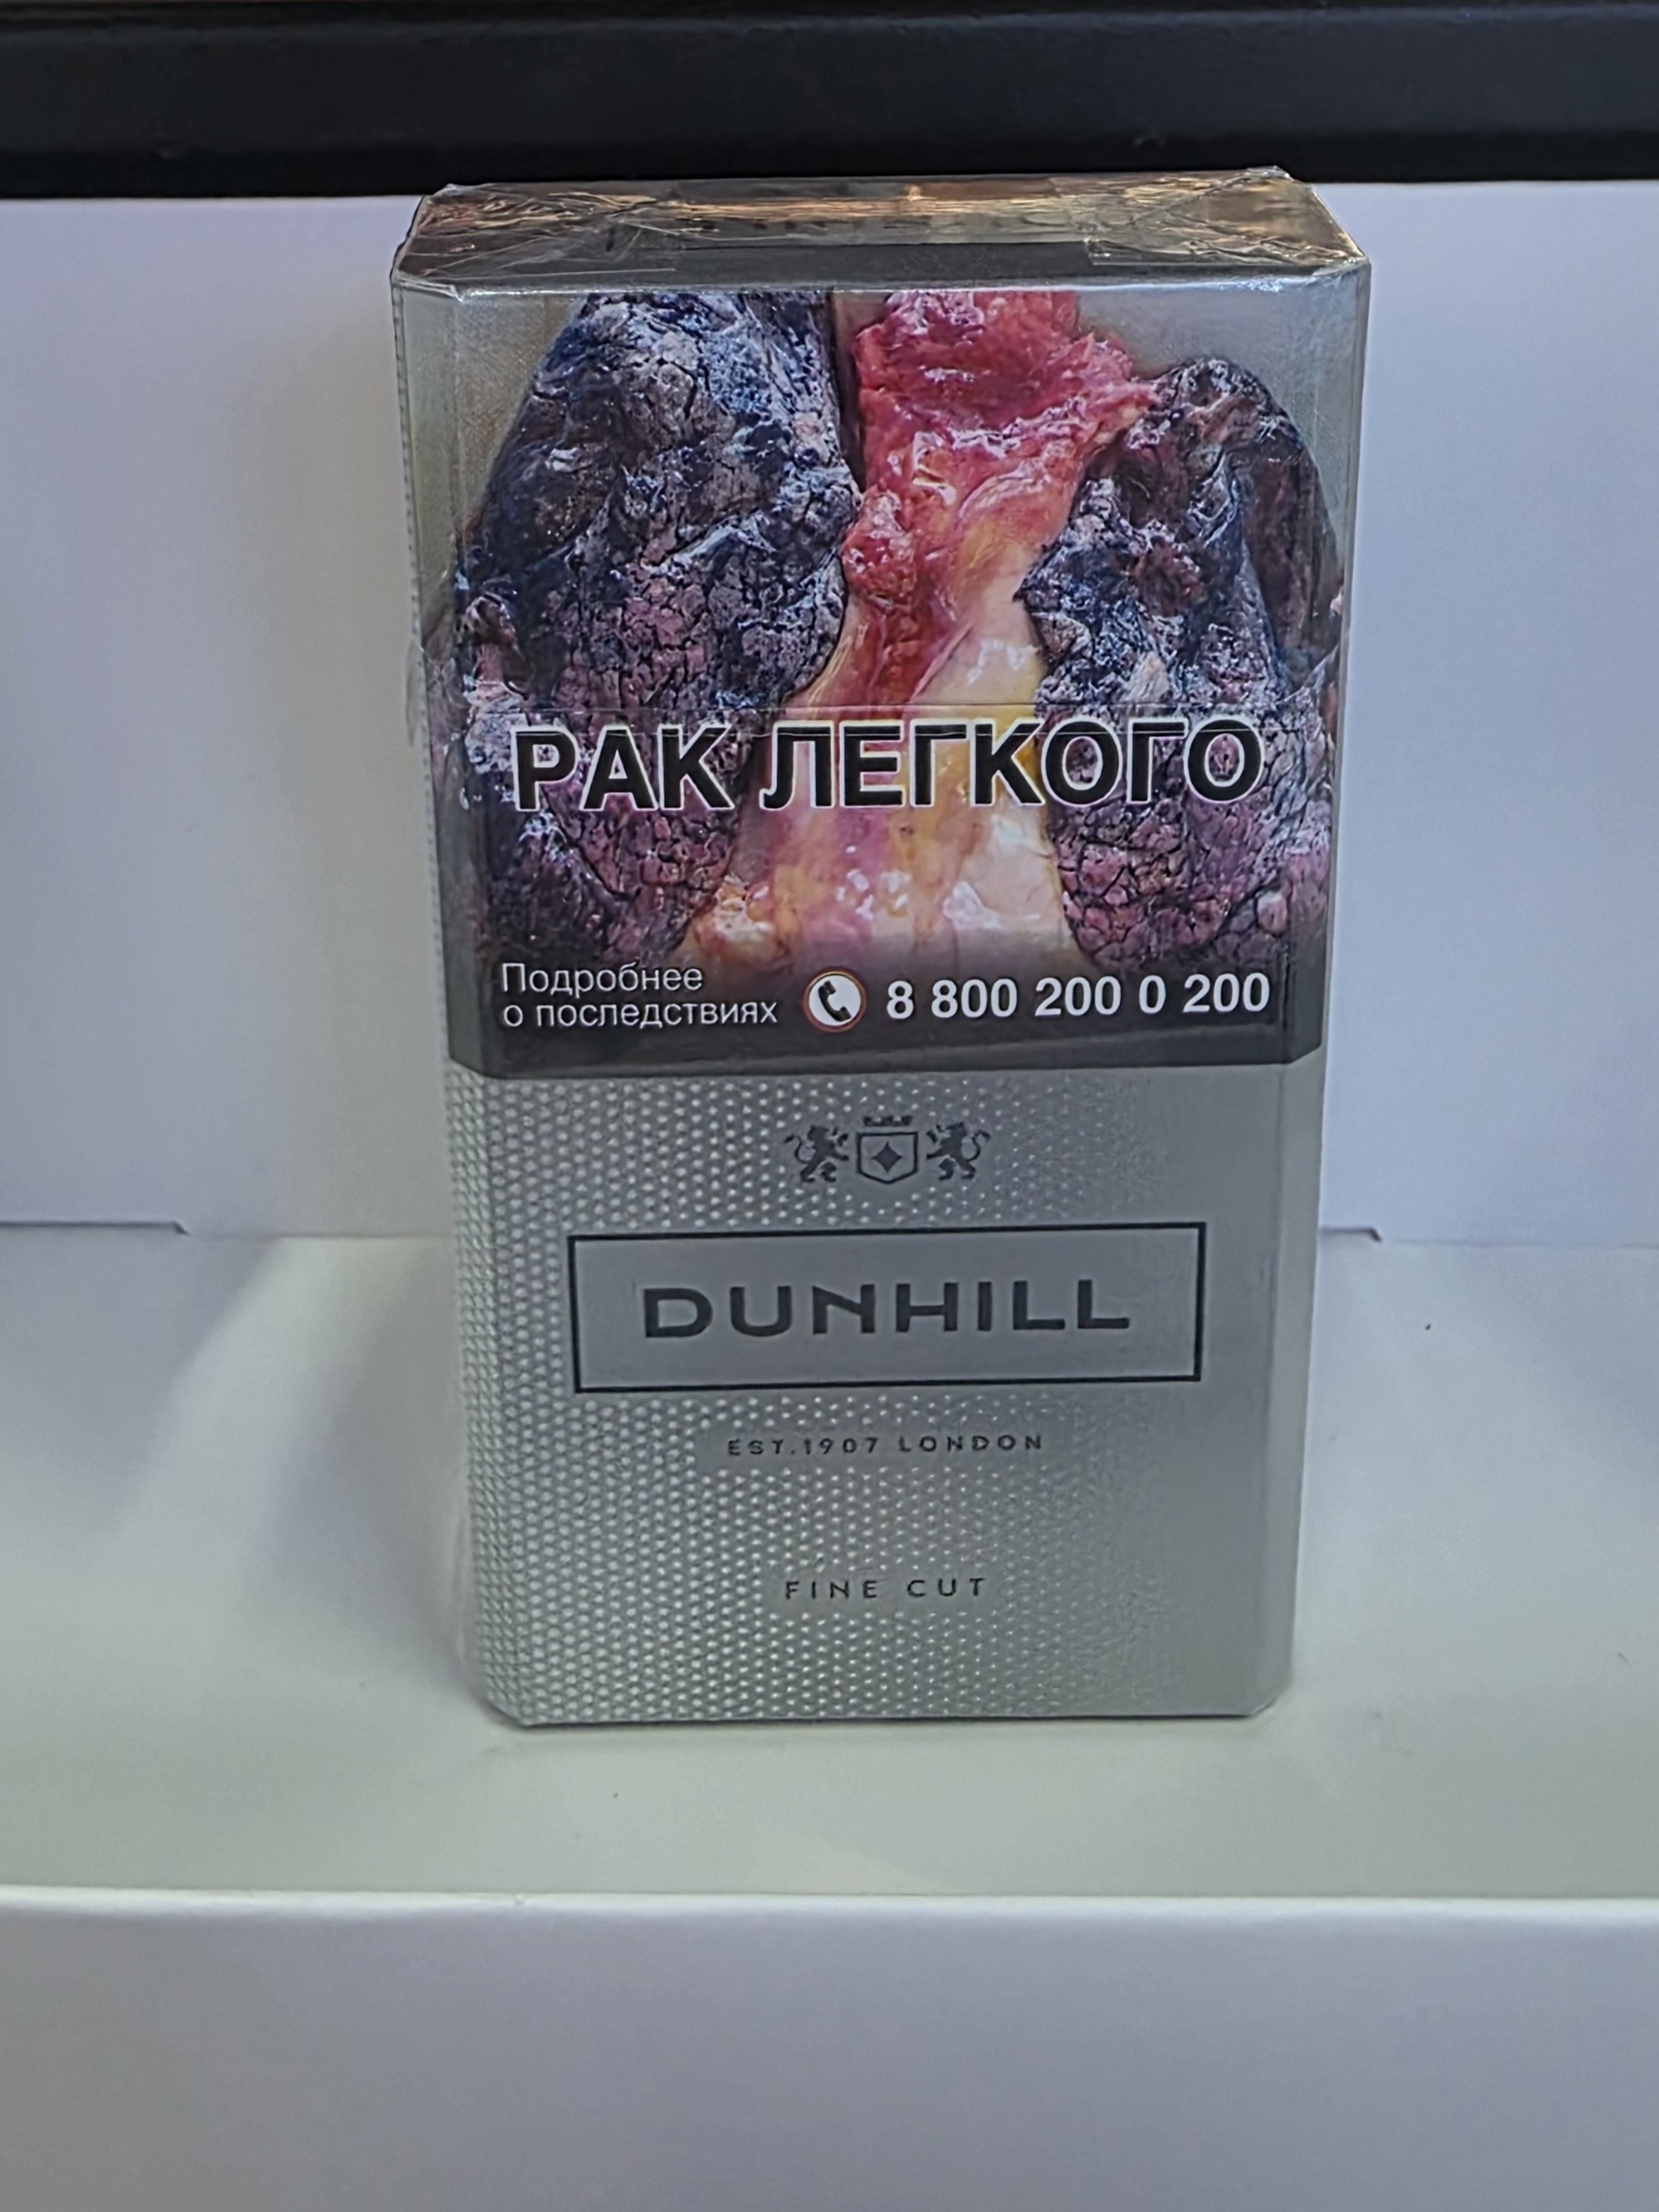 РАК ЛЕГКОГО
Подробнее
о последствиях
8 800 200 0 200
DUNHILL
EST.1907 LONDON
FINE CUT